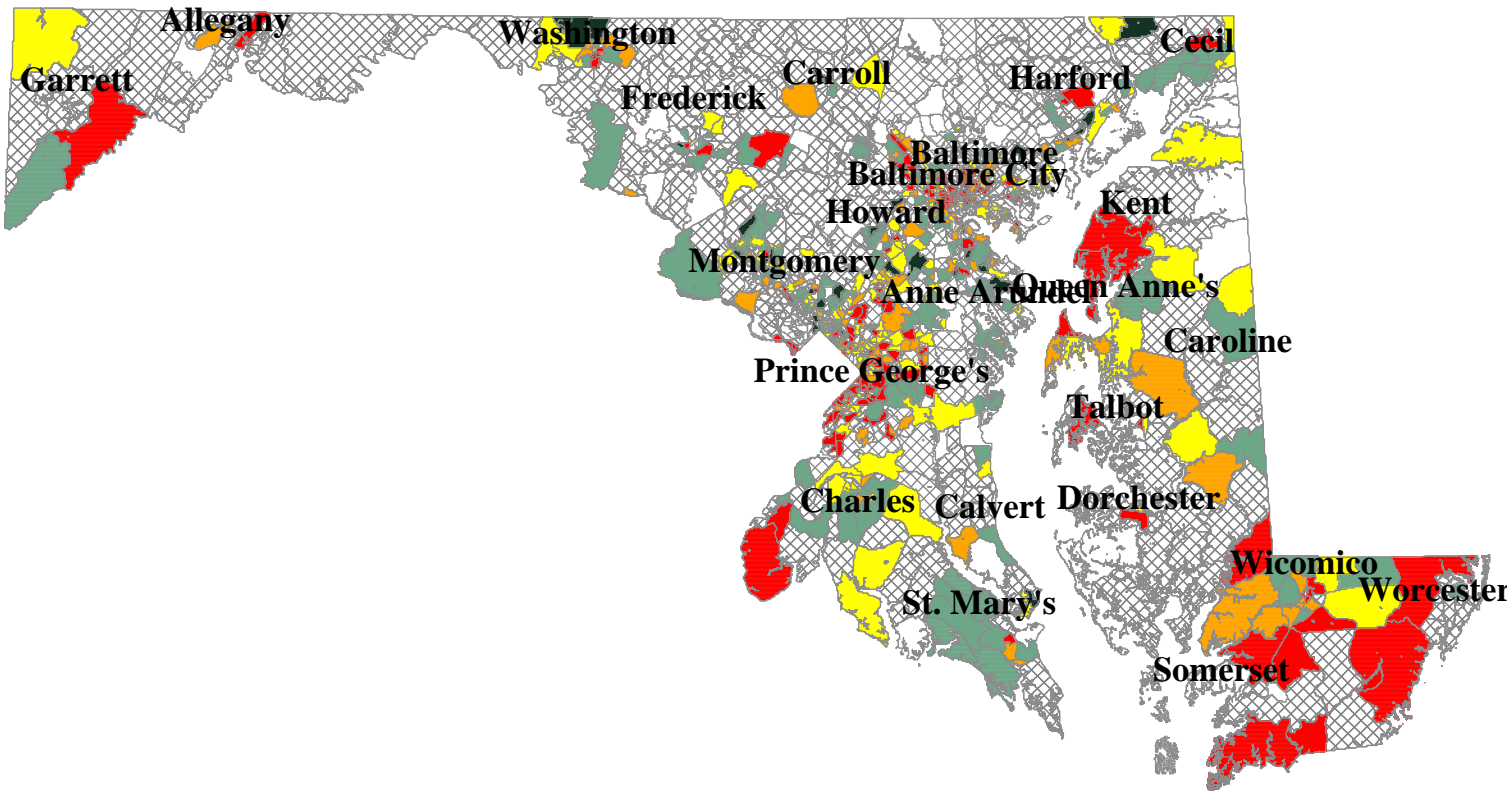 Allegany
Washington
Cecil
Garrett
Carroll
Harford
Frederick
Baltimore
Baltimore City
Kent
Howard
Montgomery
Anne Arundel
Queen Anne's
Caroline
Prince George's
Talbot
Charles
Calvert
Dorchester
Wicomico
Worcester
St. Mary's
Somerset